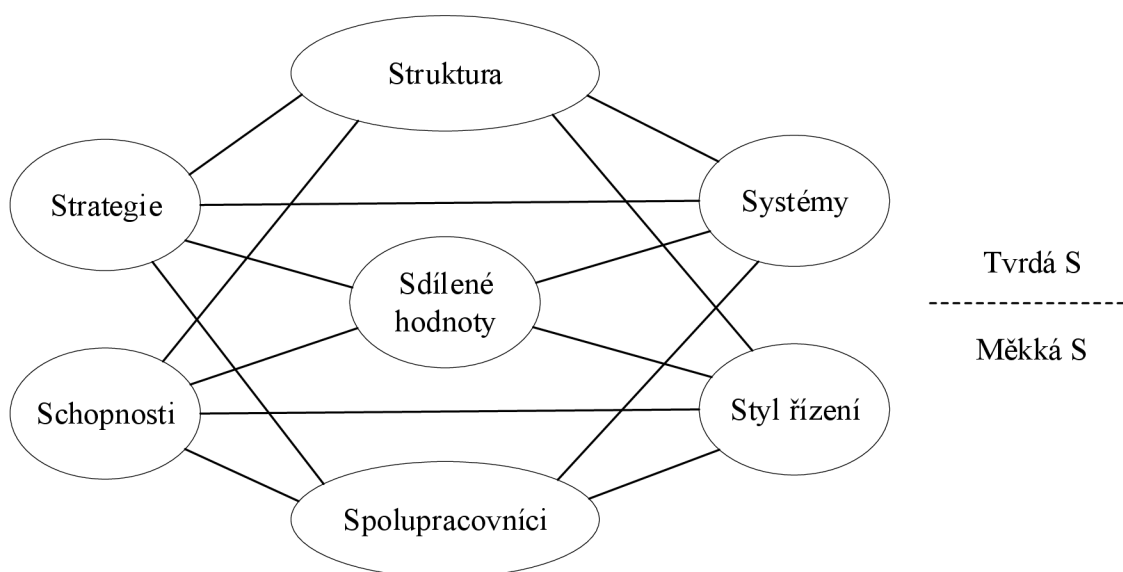 Struktura
Strategie
Systémy
Sdílené
hodnoty
Tvrdá S
Měkká S
Schopnosti
Styl řízení
Spolupracovníci